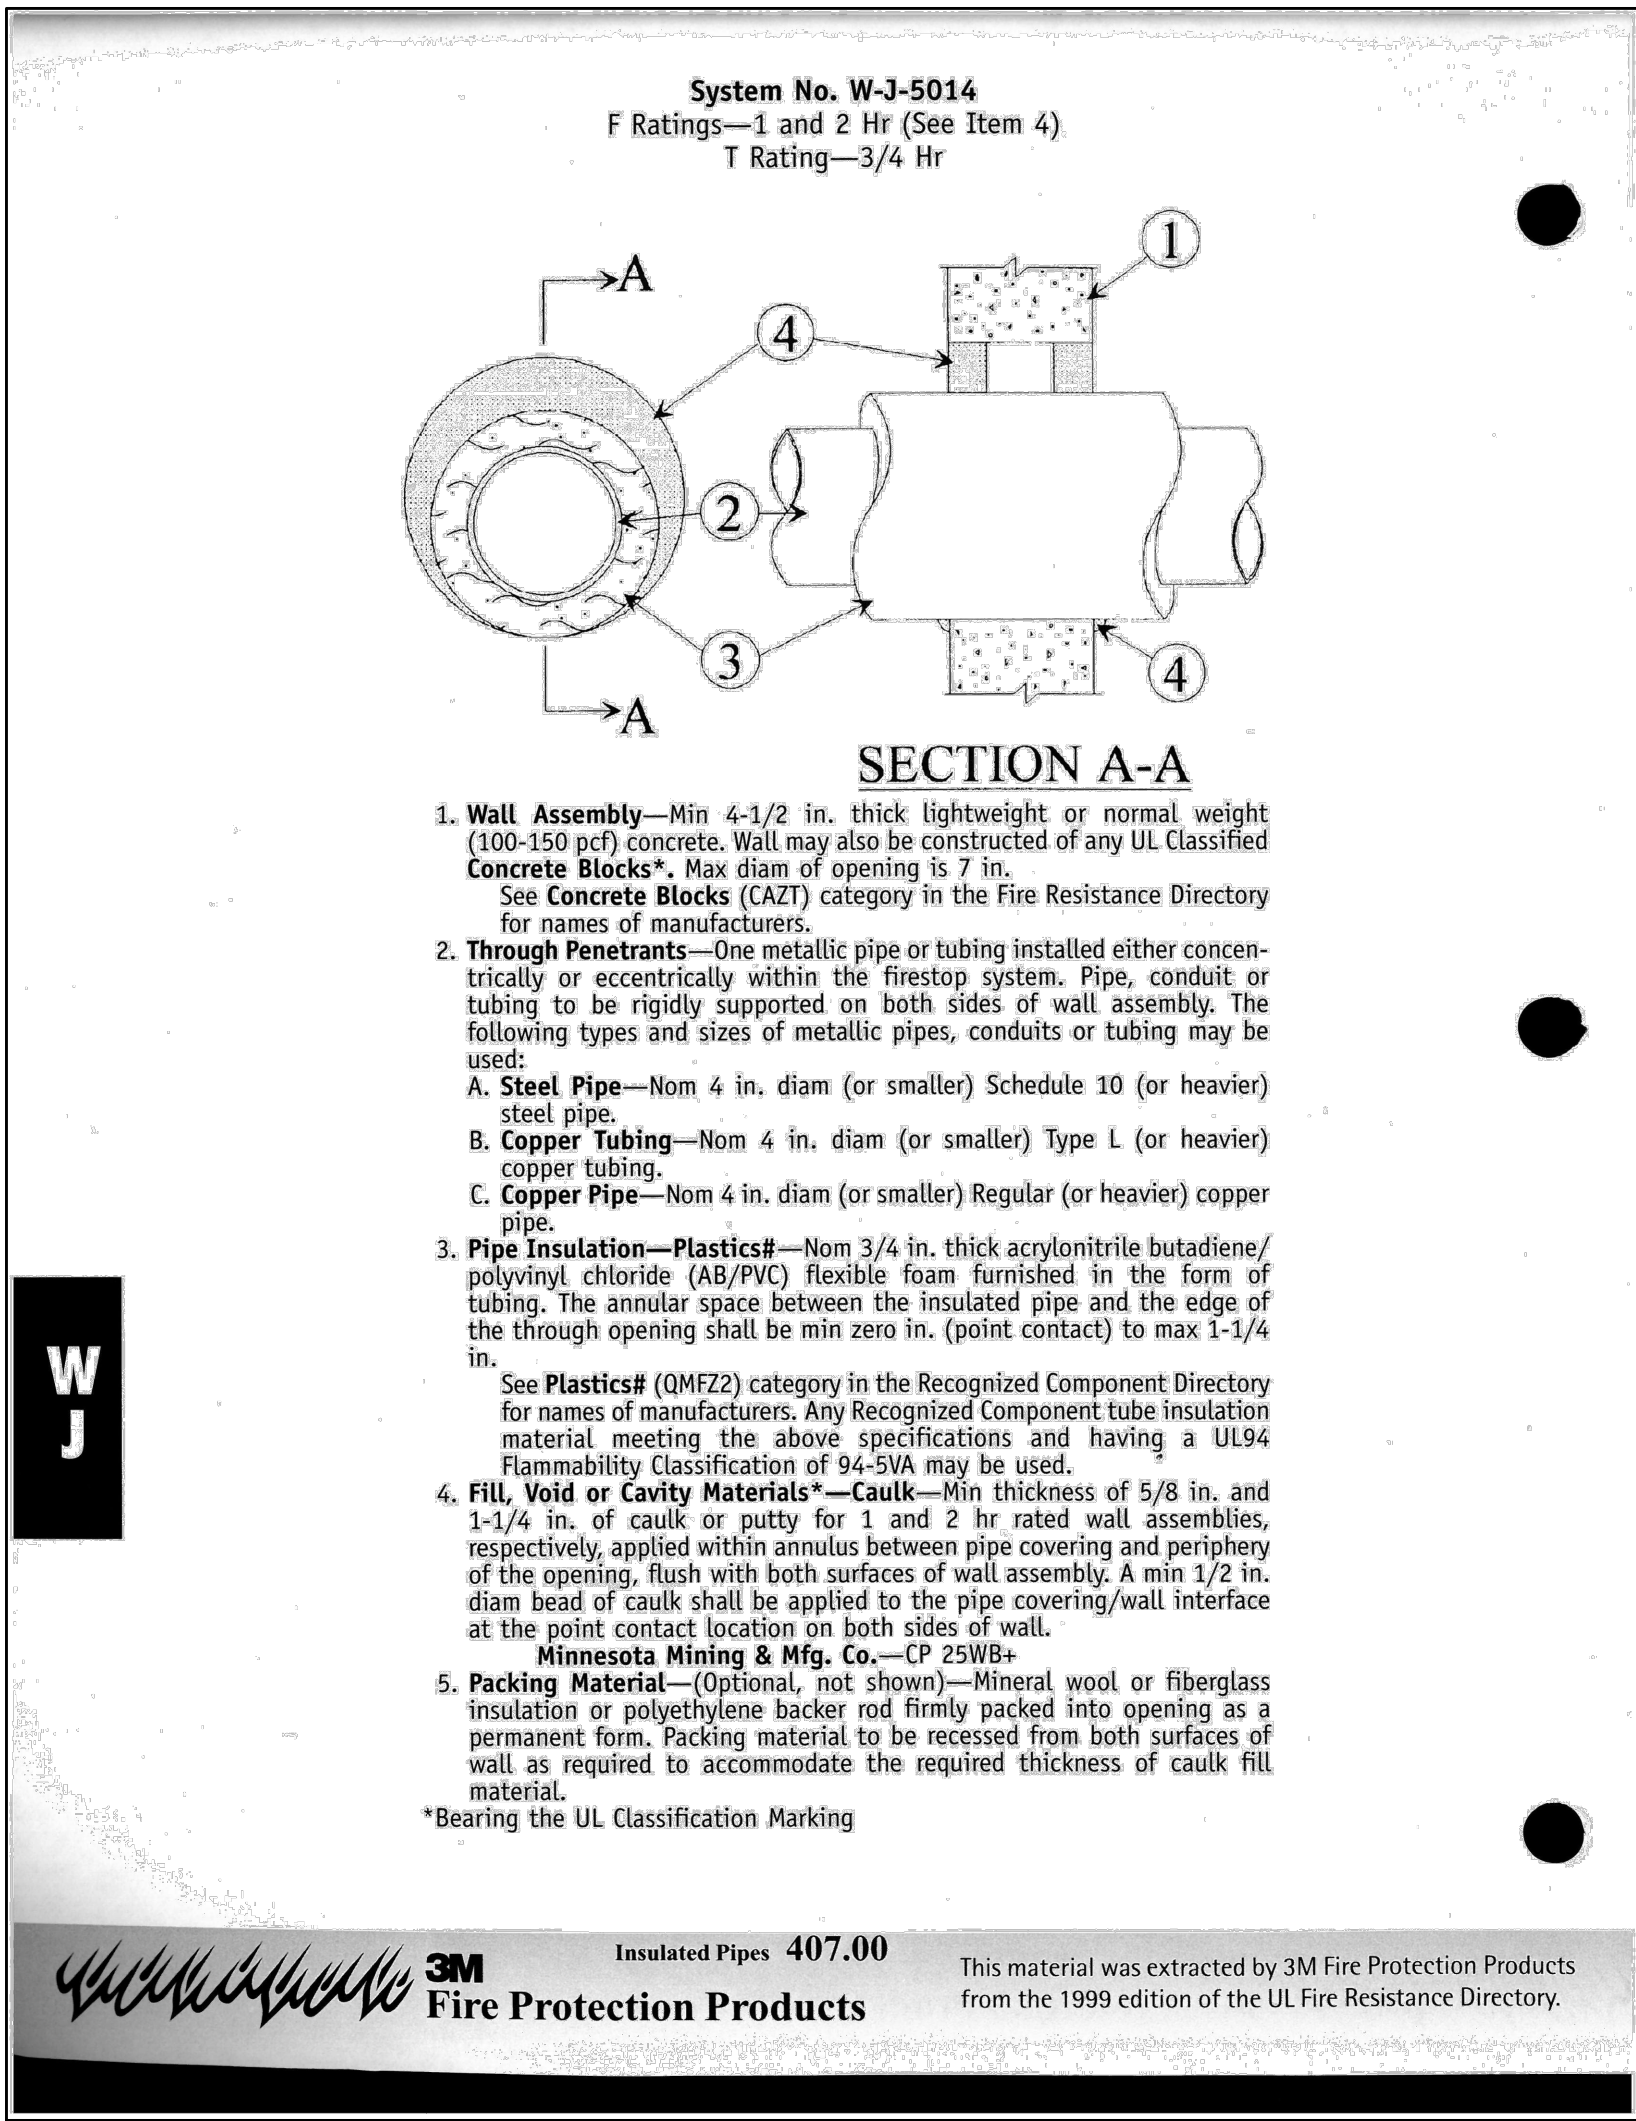 System No. W-J-5014
F Ratings—1 and 2 Hr (See Item 4)
T Rating—3/4 Hr
1
A
4
2
3
4
A
SECTION A-A
1. Wall Assembly—Min 4-1/2 in. thick lightweight or normal weight
(100-150 pcf) concrete. Wall may also be constructed of any UL Classified
Concrete Blocks*. Max diam of opening is 7 in.
See Concrete Blocks (CAZT) category in the Fire Resistance Directory
for names of manufacturers.
2. Through Penetrants—One metallic pipe or tubing installed either concen-
trically or eccentrically within the firestop system. Pipe, conduit or
tubing to be rigidly supported on both sides of wall assembly. The
following types and sizes of metallic pipes, conduits or tubing may be
used:
A. Steel Pipe—Nom 4 in. diam (or smaller) Schedule 10 (or heavier)
steel pipe.
B. Copper Tubing—Nom 4 in. diam (or smaller) Type L (or heavier)
copper tubing.
C. Copper Pipe—Nom 4 in. diam (or smaller) Regular (or heavier) copper
pipe.
3. Pipe Insulation—Plastics#—Nom 3/4 in. thick acrylonitrile butadiene/
polyvinyl chloride (AB/PVC) flexible foam furnished in the form of
tubing. The annular space between the insulated pipe and the edge of
the through opening shall be min zero in. (point contact) to max 1-1/4
in.
See Plastics# (QMFZ2) category in the Recognized Component Directory
for names of manufacturers. Any Recognized Component tube insulation
material meeting the above specifications and having a UL94
Flammability Classification of 94-5VA may be used.
4. Fill, Void or Cavity Materials*—Caulk—Min thickness of 5/8 in. and
1-1/4 in. of caulk or putty for 1 and 2 hr rated wall assemblies,
respectively, applied within annulus between pipe covering and periphery
of the opening, flush with both surfaces of wall assembly. A min 1/2 in.
diam bead of caulk shall be applied to the pipe covering/wall interface
at the point contact location on both sides of wall.
Minnesota Mining & Mfg. Co.—CP 25WB+
5. Packing Material—(Optional, not shown)—Mineral wool or fiberglass
insulation or polyethylene backer rod firmly packed into opening as a
permanent form. Packing material to be recessed from both surfaces of
wall as required to accommodate the required thickness of caulk fill
material.
*Bearing the UL Classification Marking
W
J
Insulated Pipes 407.00
3M
Fire Protection Products
This material was extracted by 3M Fire Protection Products
from the 1999 edition of the UL Fire Resistance Directory.